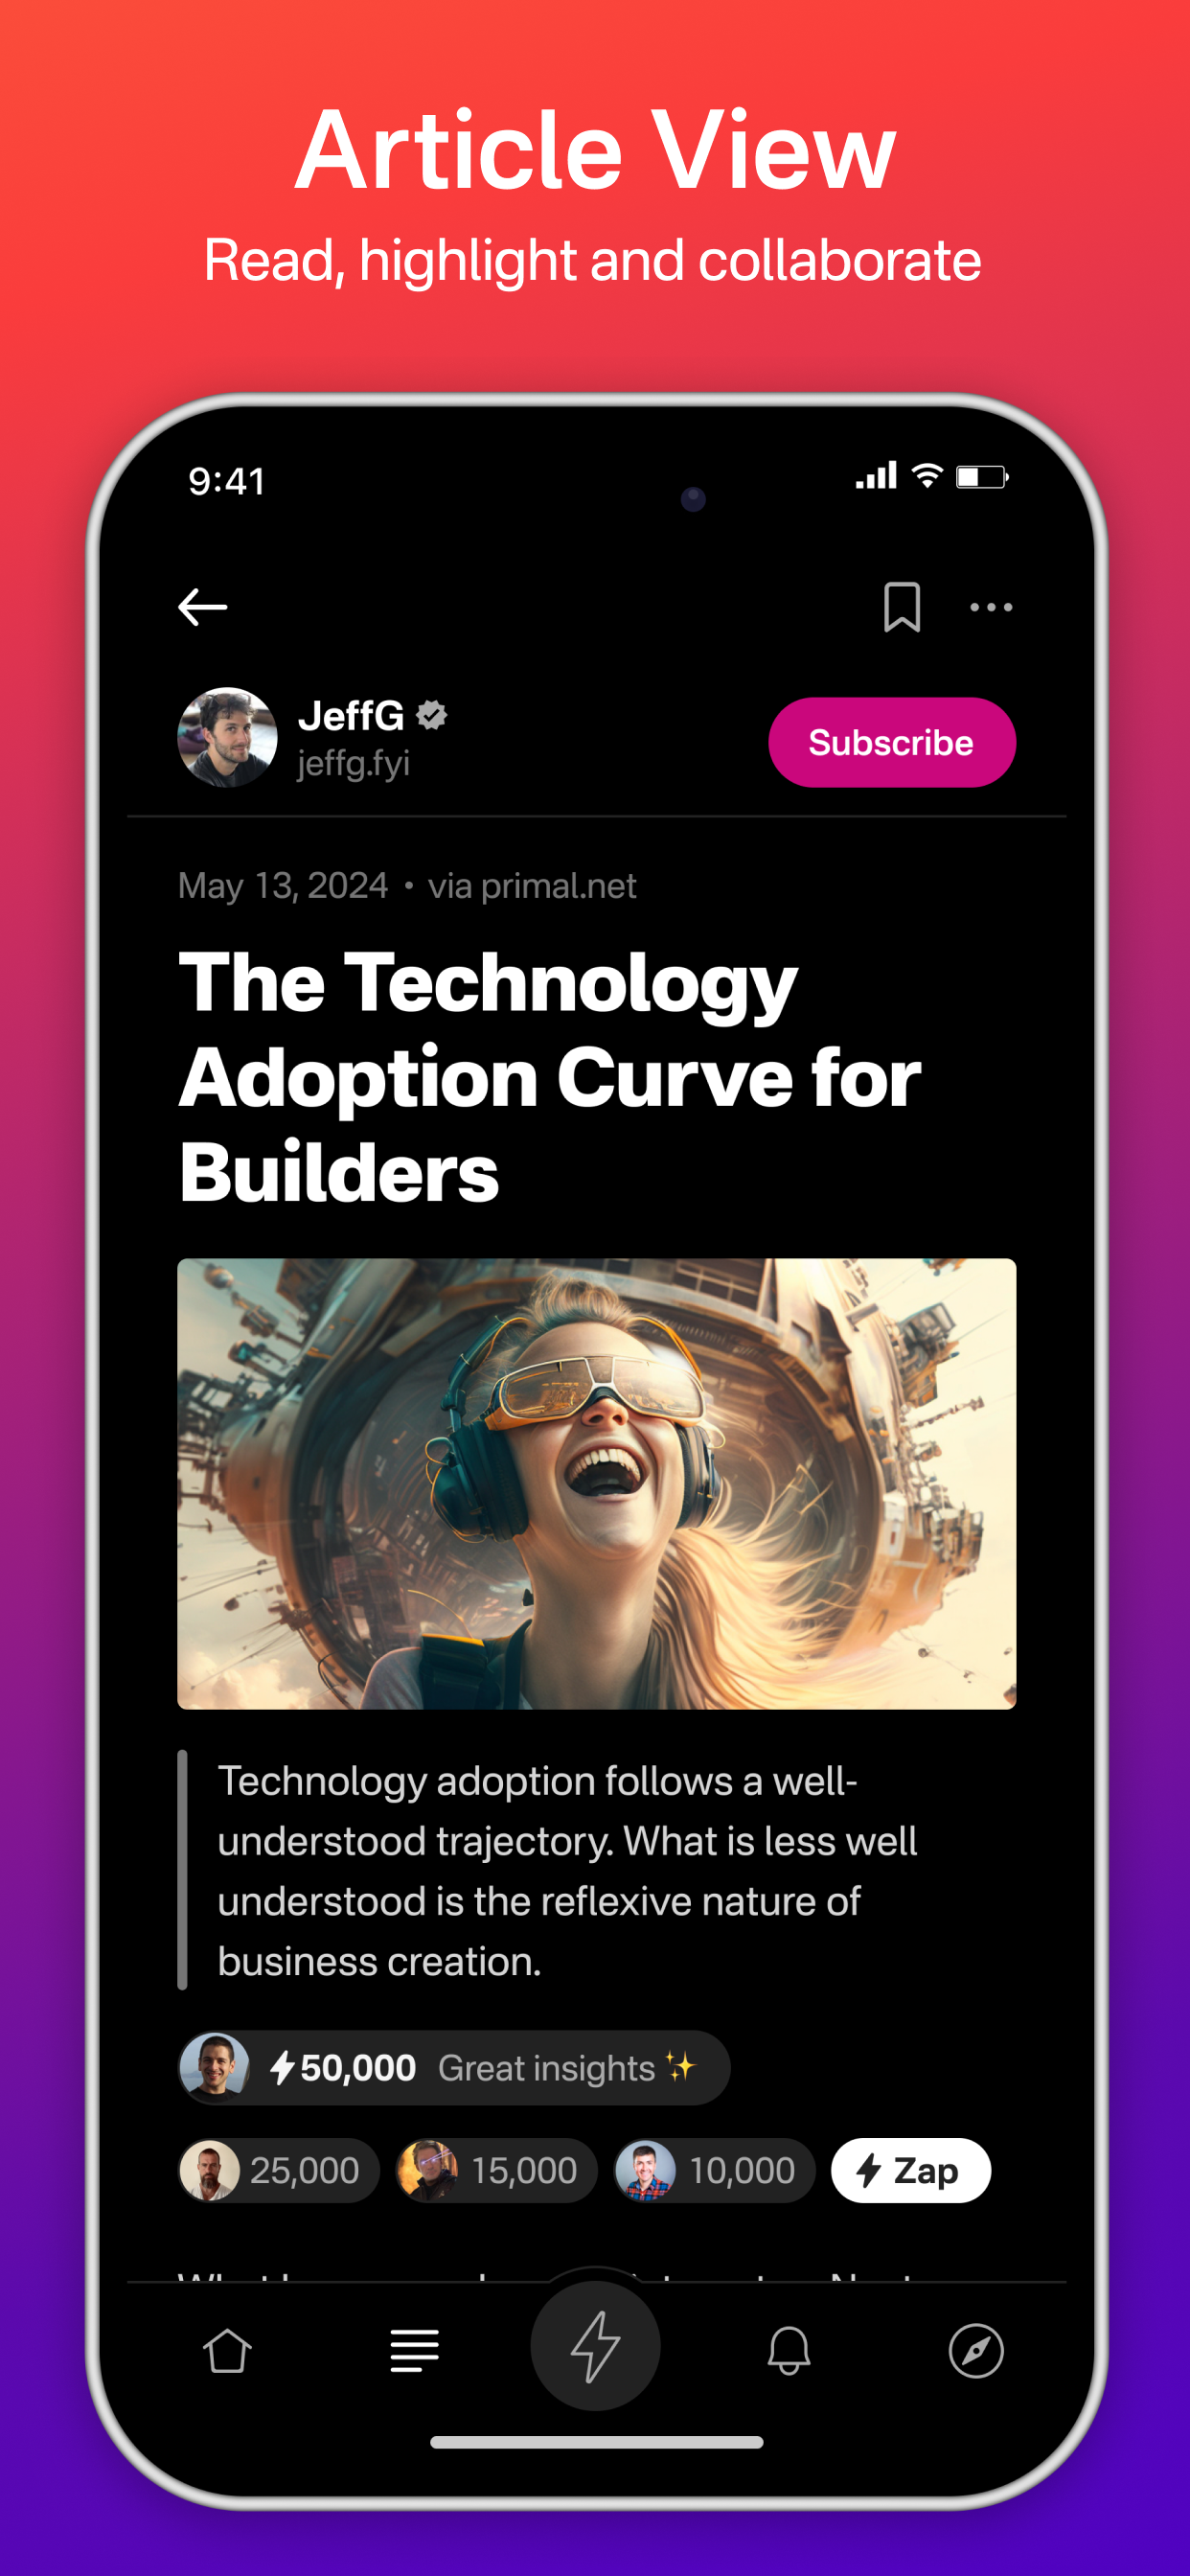 Article View
Read, highlight and collaborate
9:41
JeffG
jeffg.fyi
Subscribe
May 13, 2024 • via primal.net
The Technology
Adoption Curve for
Builders
Technology adoption follows a well-
understood trajectory. What is less well
understood is the reflexive nature of
business creation.
50,000 Great insights ✨
25,000 15,000 10,000 Zap